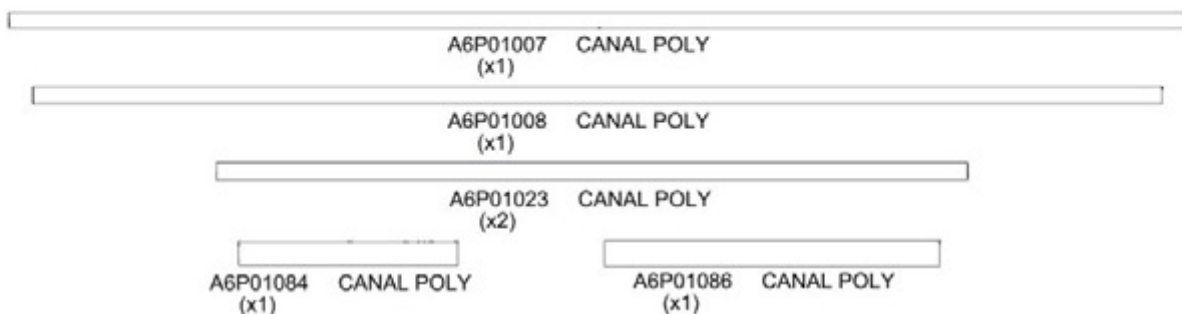 A6P01007 CANAL POLY
(x1)
A6P01008 CANAL POLY
(x1)
A6P01023 CANAL POLY
(x2)
A6P01084 CANAL POLY
(x1)
A6P01086 CANAL POLY
(x1)